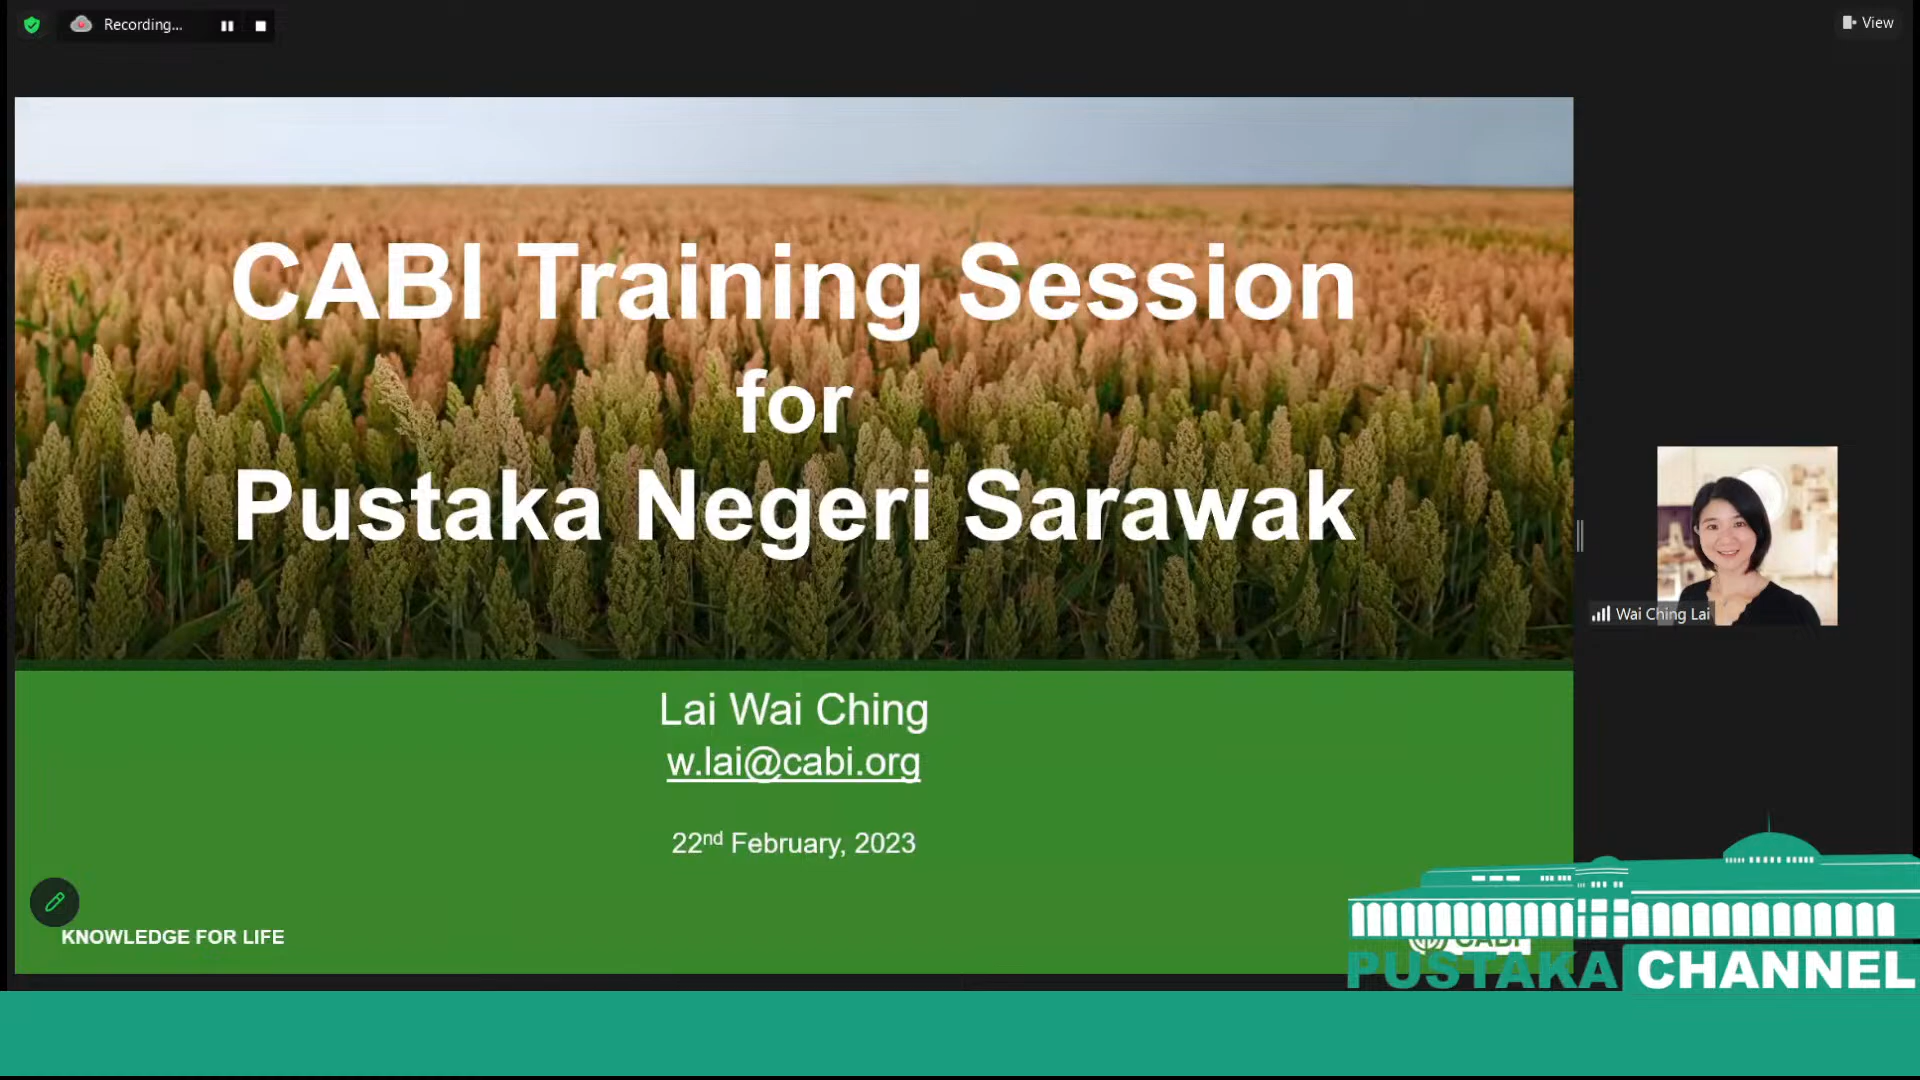 Recording...
View
CABI Training Session
for
Pustaka Negeri Sarawak
Wai Ching Lai
Lai Wai Ching
w.lai@cabi.org
22nd February, 2023
KNOWLEDGE FOR LIFE
CABI
PUSTAKA CHANNEL